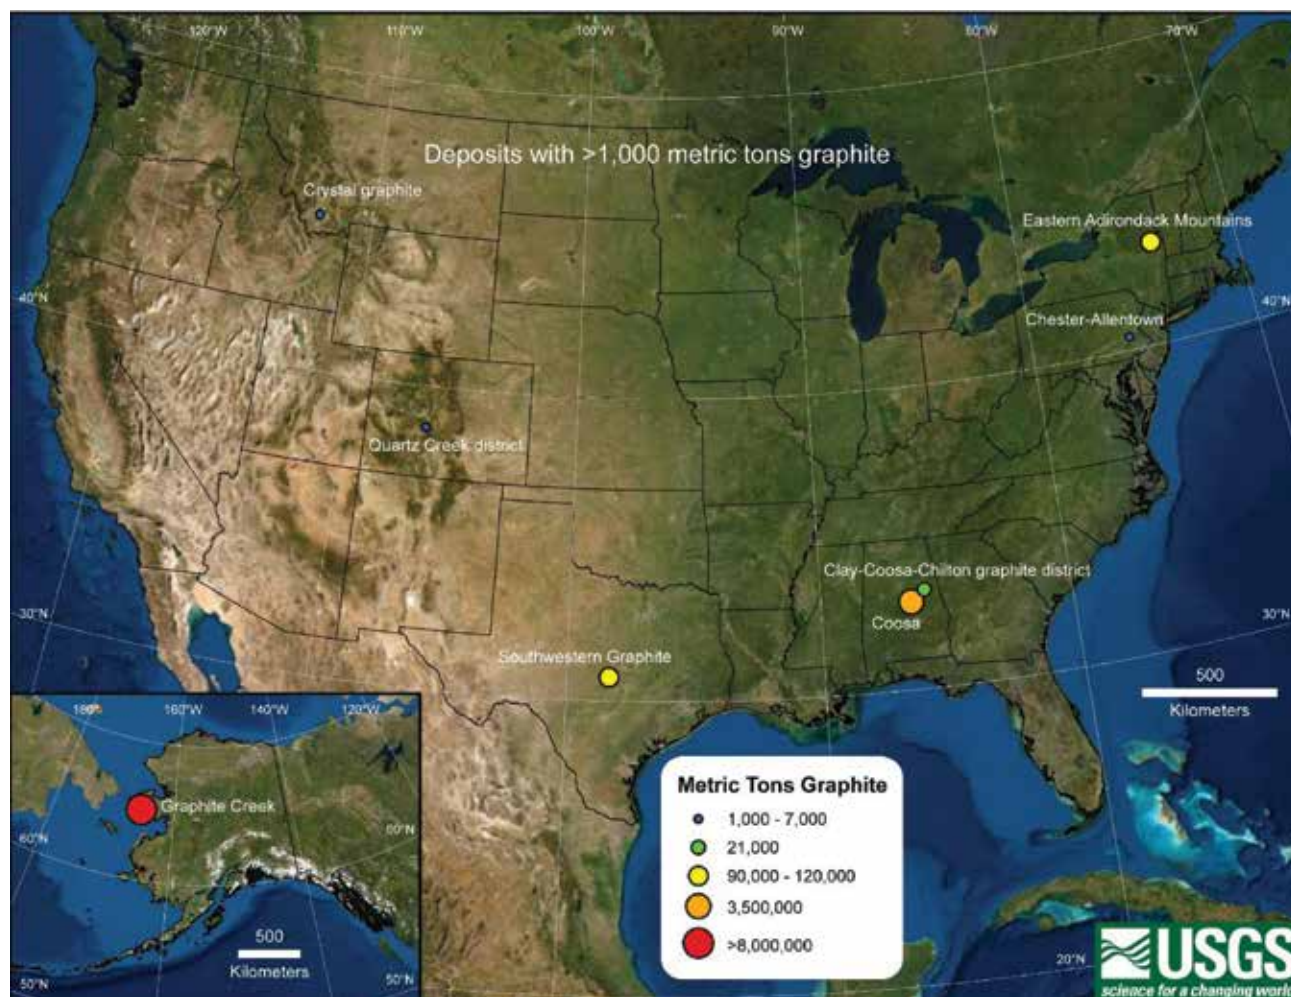 120°W
110°W
100°W
90°W
80°W
70°W
Deposits with >1,000 metric tons graphite
Crystal graphite
Eastern Adirondack Mountains
40°N
40°N
Chester-Allentown
Quartz Creek district
Clay-Coosa-Chilton graphite district
30°N
30°N
Coosa
Southwestern Graphite
500
Kilometers
180°
160°W
140°W
120°W
Graphite Creek
60°N
60°N
500
Kilometers
50°N
50°N
Metric Tons Graphite
1,000 - 7,000
21,000
90,000 - 120,000
3,500,000
>8,000,000
20°N
USGS
science for a changing world